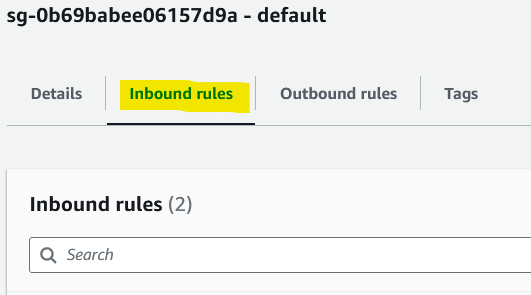 sg-0b69babee06157d9a - default
Details Inbound rules Outbound rules Tags
Inbound rules (2)
Search